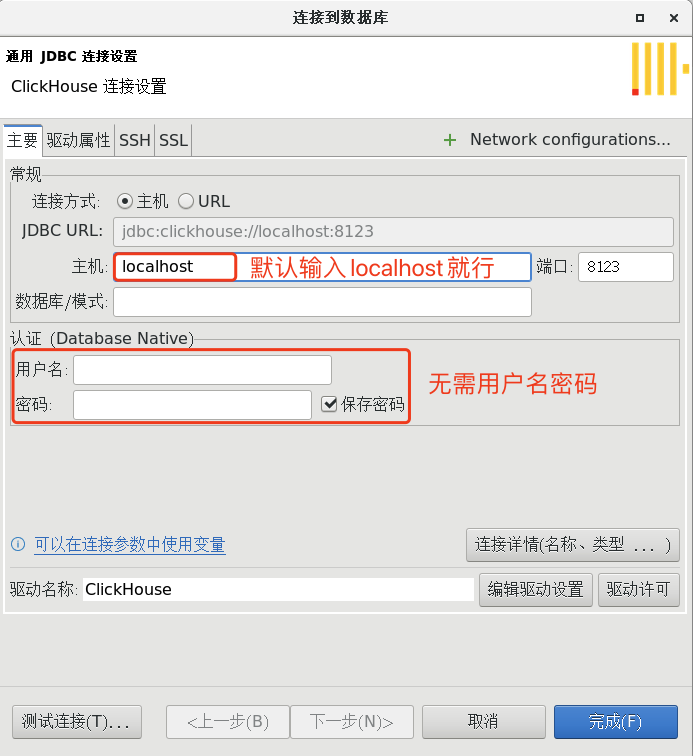 连接到数据库
通用 JDBC 连接设置
ClickHouse 连接设置
主要 驱动属性 SSH SSL Network configurations...
常规
连接方式: 主机 URL
JDBC URL: jdbc:clickhouse://localhost:8123
主机: localhost 默认输入 localhost 就行 端口: 8123
数据库/模式:
认证 (Database Native)
用户名:
无需用户名密码
密码: 保存密码
可以在连接参数中使用变量 连接详情(名称、类型 ... )
驱动名称: ClickHouse 编辑驱动设置 驱动许可
测试连接(T)... <上一步(B) 下一步(N)> 取消 完成(F)